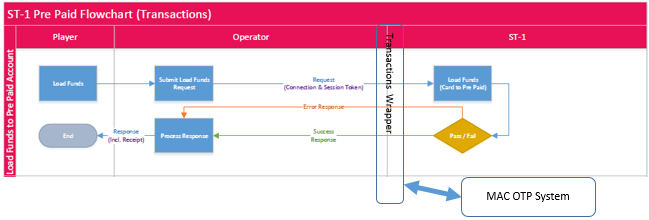 ST-1 Pre Paid Flowchart (Transactions)
Player
Operator
ST-1
Load Funds to Pre Paid Account
Transactions Wrapper
Load Funds
Submit Load Funds
Request
Request
(Connection & Session Token)
Load Funds
(Card to Pre Paid)
Error Response
End
Response
(Incl. Receipt)
Process Response
Success
Response
Pass / Fail
MAC OTP System